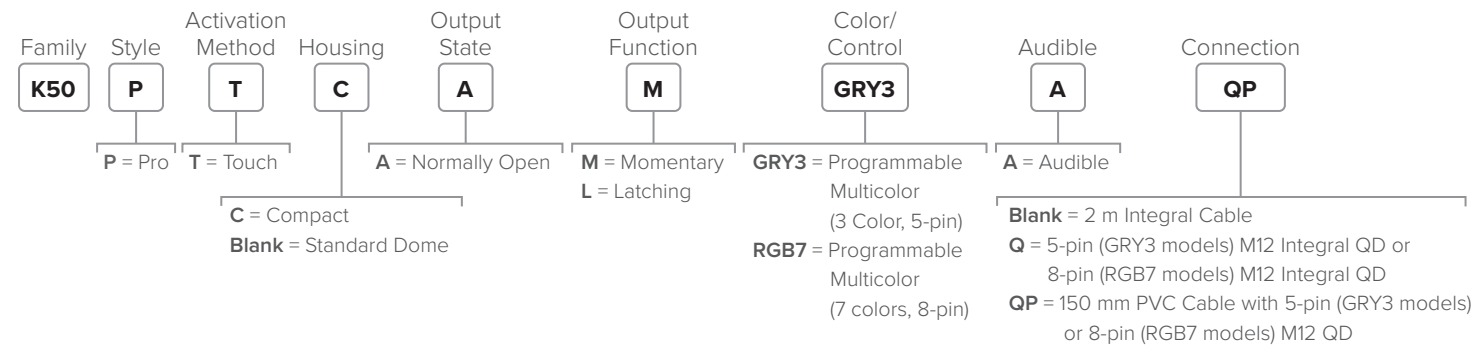 Family
Style
Activation
Method
Housing
Output
State
Output
Function
Color/
Control
Audible
Connection
K50
P
T
C
A
M
GRY3
A
QP
P = Pro
T = Touch
C = Compact
Blank = Standard Dome
A = Normally Open
M = Momentary
L = Latching
GRY3 = Programmable
Multicolor
(3 Color, 5-pin)
RGB7 = Programmable
Multicolor
(7 colors, 8-pin)
A = Audible
Blank = 2 m Integral Cable
Q = 5-pin (GRY3 models) M12 Integral QD or
8-pin (RGB7 models) M12 Integral QD
QP = 150 mm PVC Cable with 5-pin (GRY3 models)
or 8-pin (RGB7 models) M12 QD